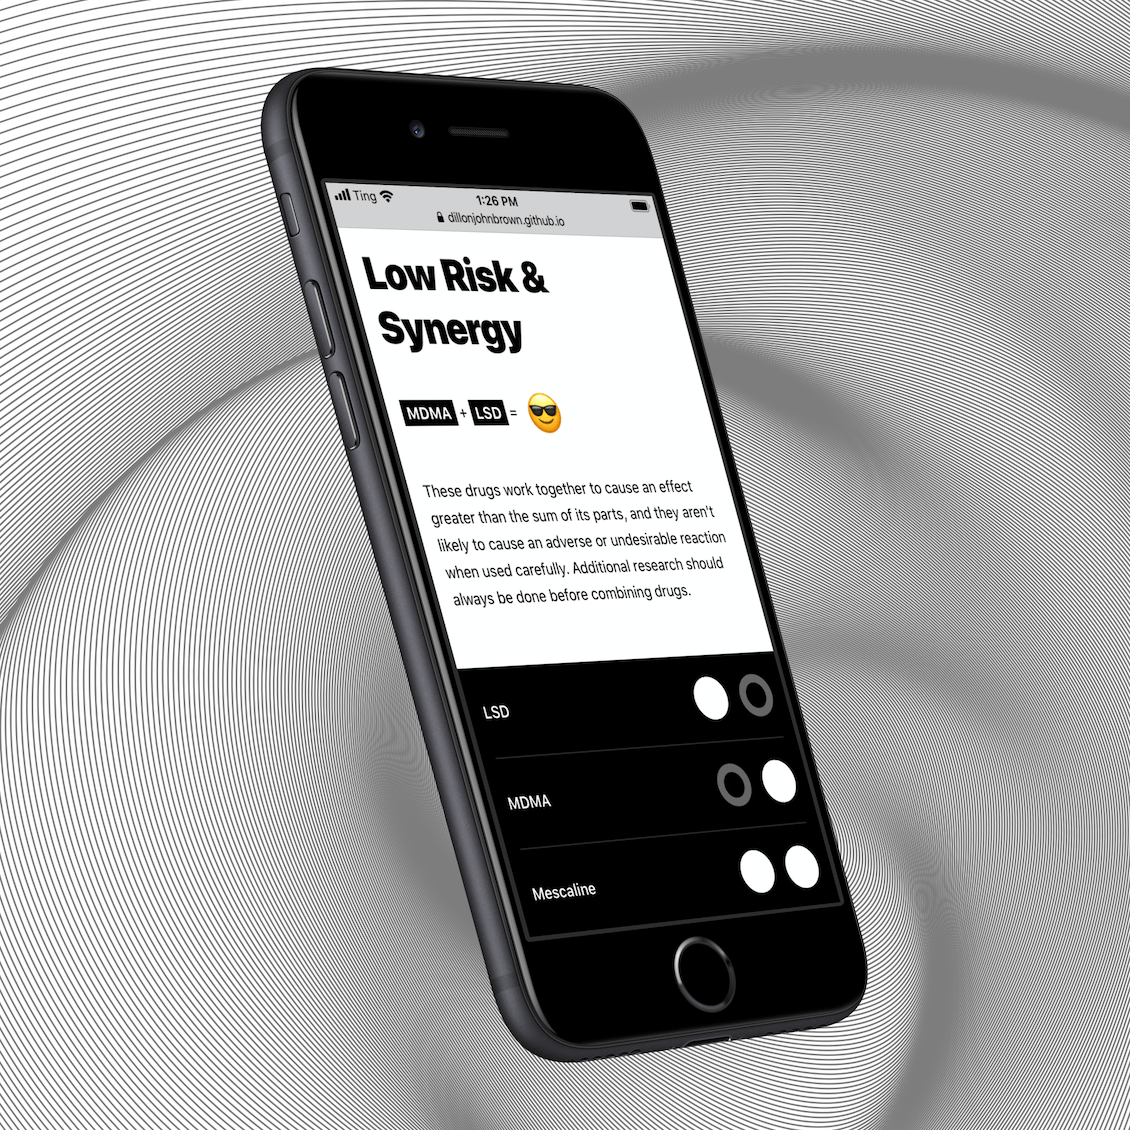 Ting
1:26 PM
dillonjohnbrown.github.io
Low Risk &
Synergy
MDMA + LSD = 😎
These drugs work together to cause an effect
greater than the sum of its parts, and they aren't
likely to cause an adverse or undesirable reaction
when used carefully. Additional research should
always be done before combining drugs.
LSD
MDMA
Mescaline